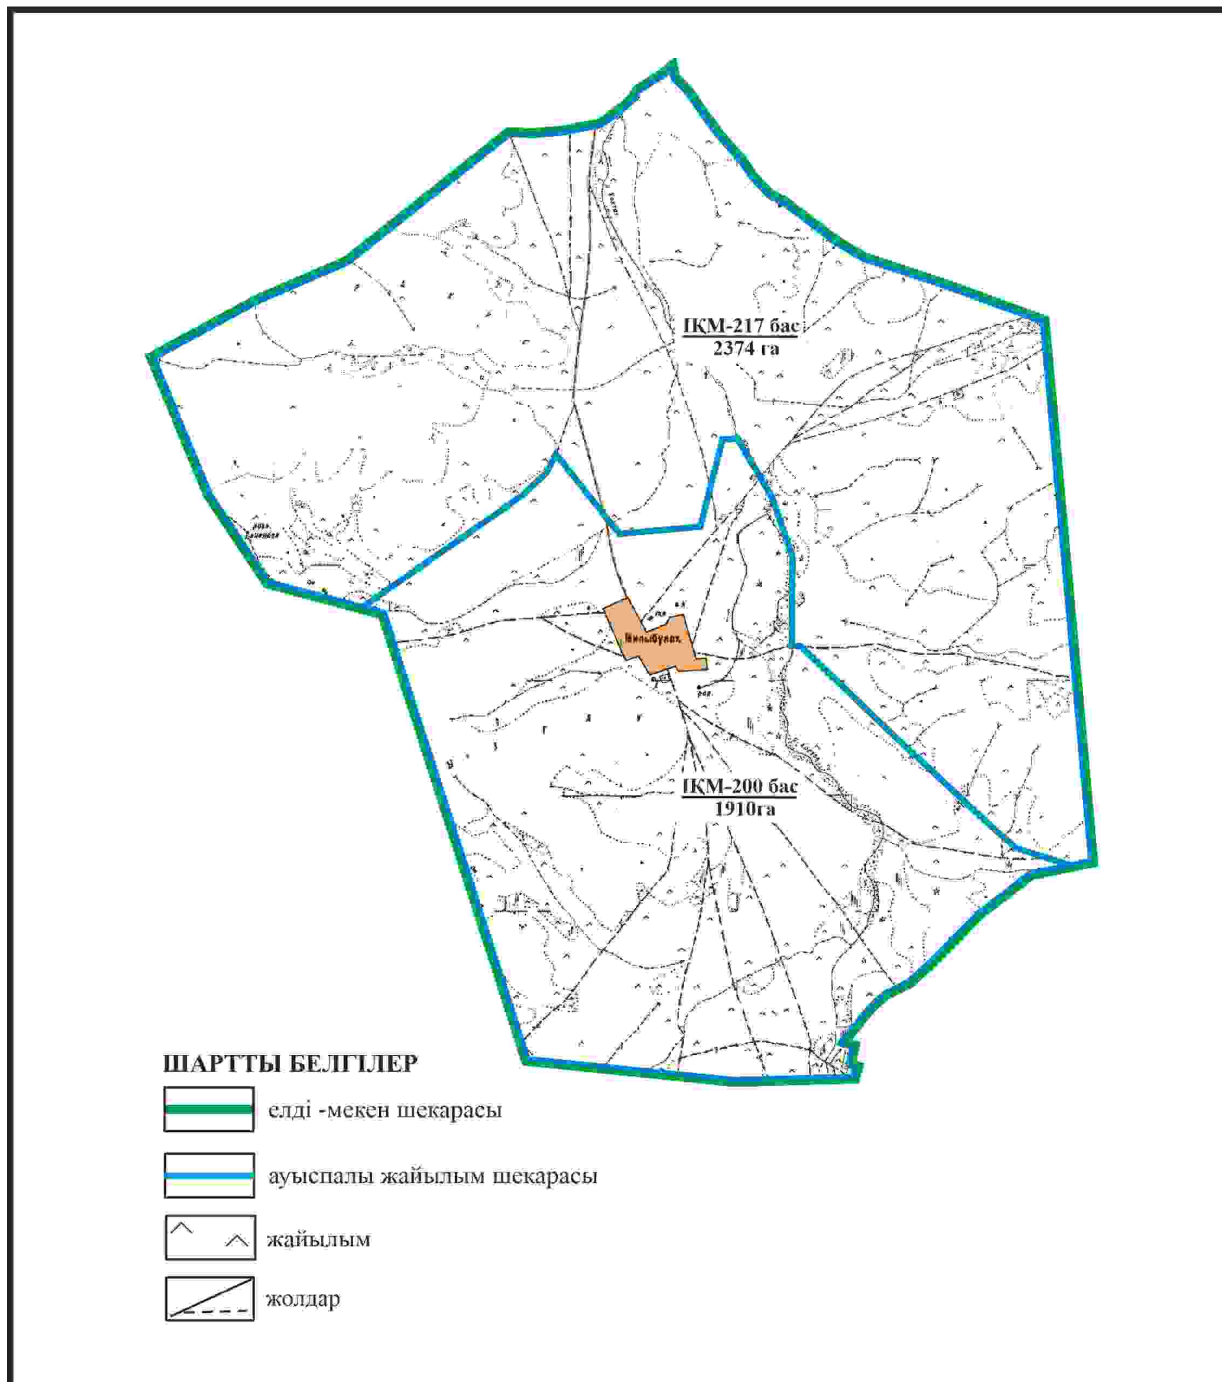 ІҚМ-217 бас
2374 га
ІҚМ-200 бас
1910га
ШАРТТЫ БЕЛГІЛЕР
елді -мекен шекарасы
ауыспалы жайылым шекарасы
жайылым
жолдар